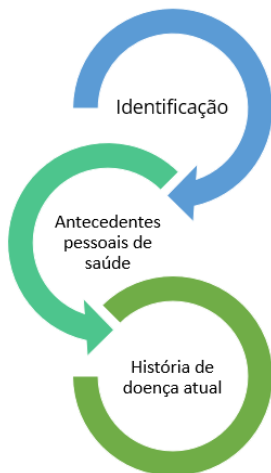 Identificação
Antecedentes
pessoais de
saúde
História de
doença atual